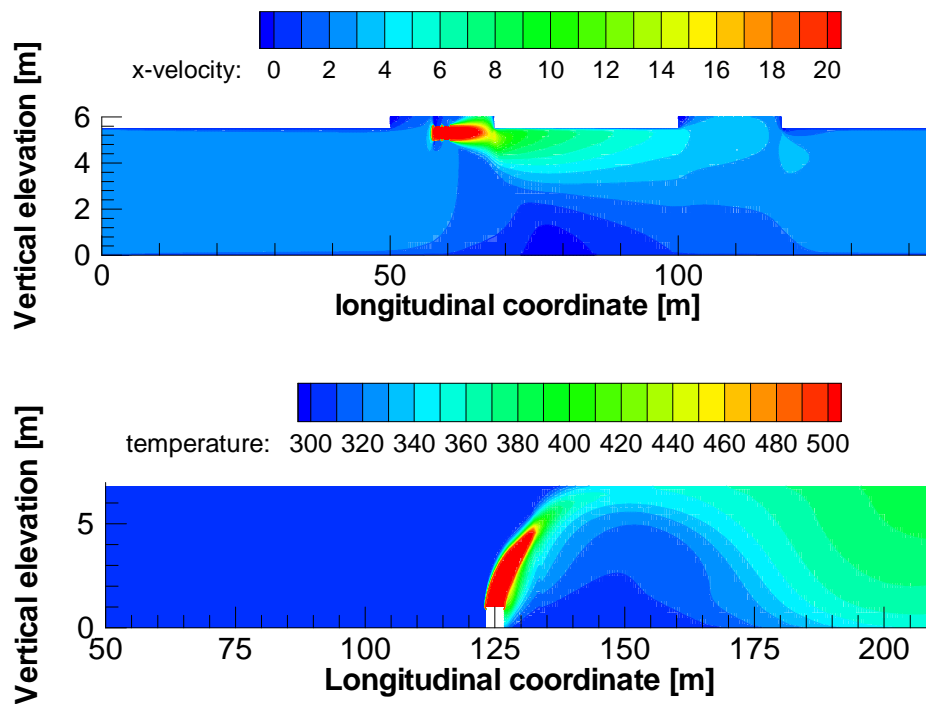 x-velocity: 0 2 4 6 8 10 12 14 16 18 20
Vertical elevation [m]
6
4
2
0
0 50 100
longitudinal coordinate [m]
temperature: 300 320 340 360 380 400 420 440 460 480 500
Vertical elevation [m]
5
0
50 75 100 125 150 175 200
Longitudinal coordinate [m]